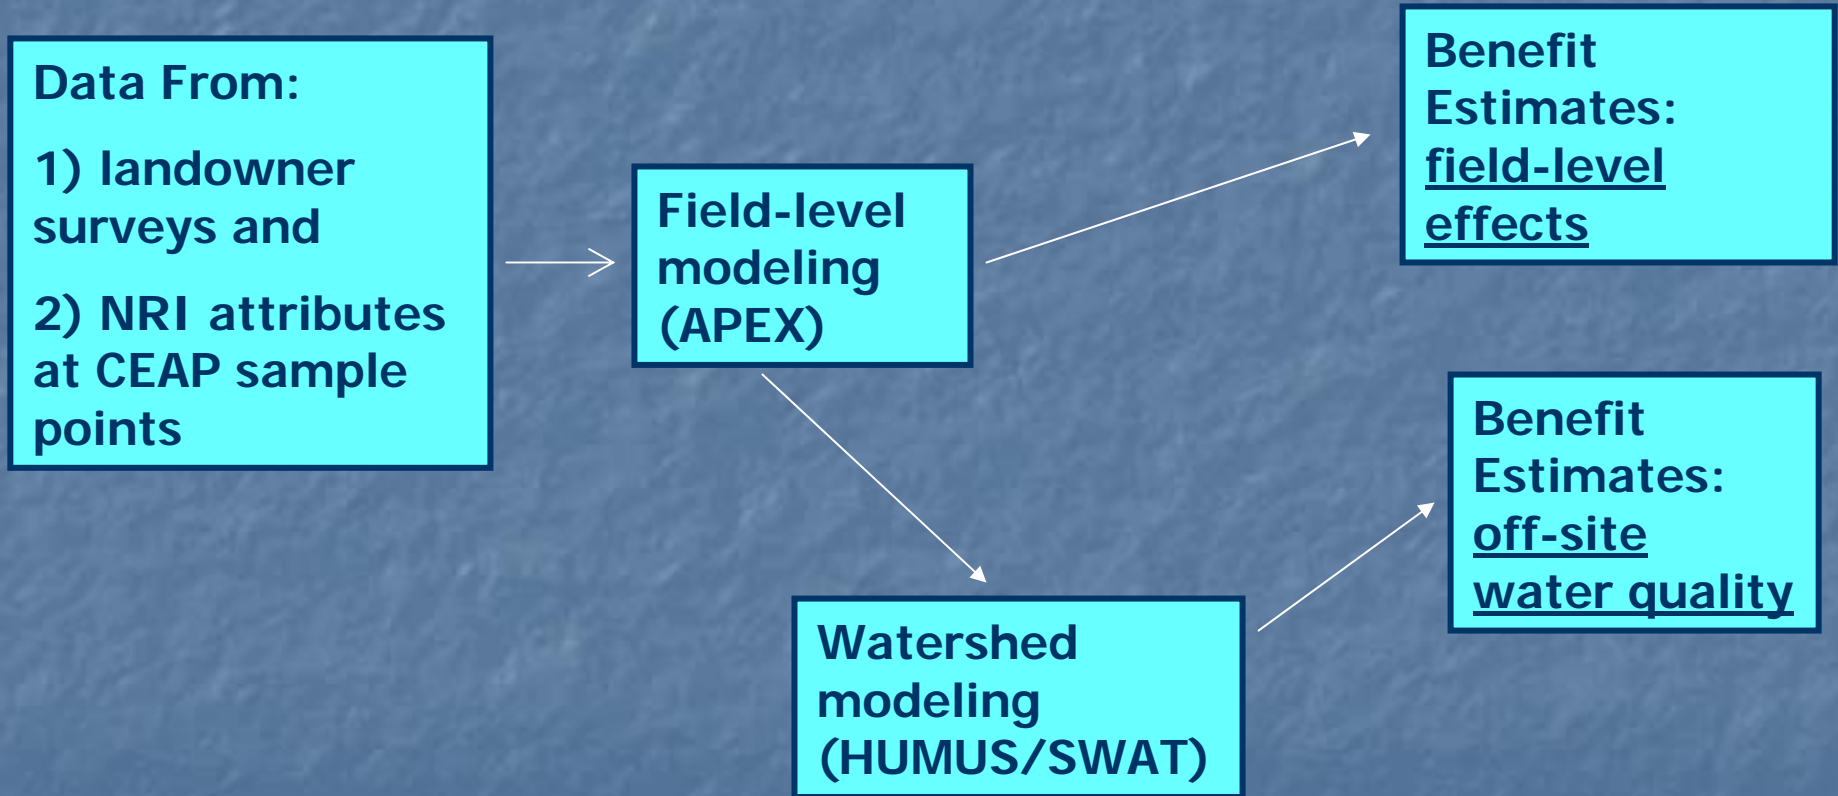 Data From:
1) landowner
surveys and
2) NRI attributes
at CEAP sample
points
Field-level
modeling
(APEX)
Benefit
Estimates:
field-level
effects
Watershed
modeling
(HUMUS/SWAT)
Benefit
Estimates:
off-site
water quality